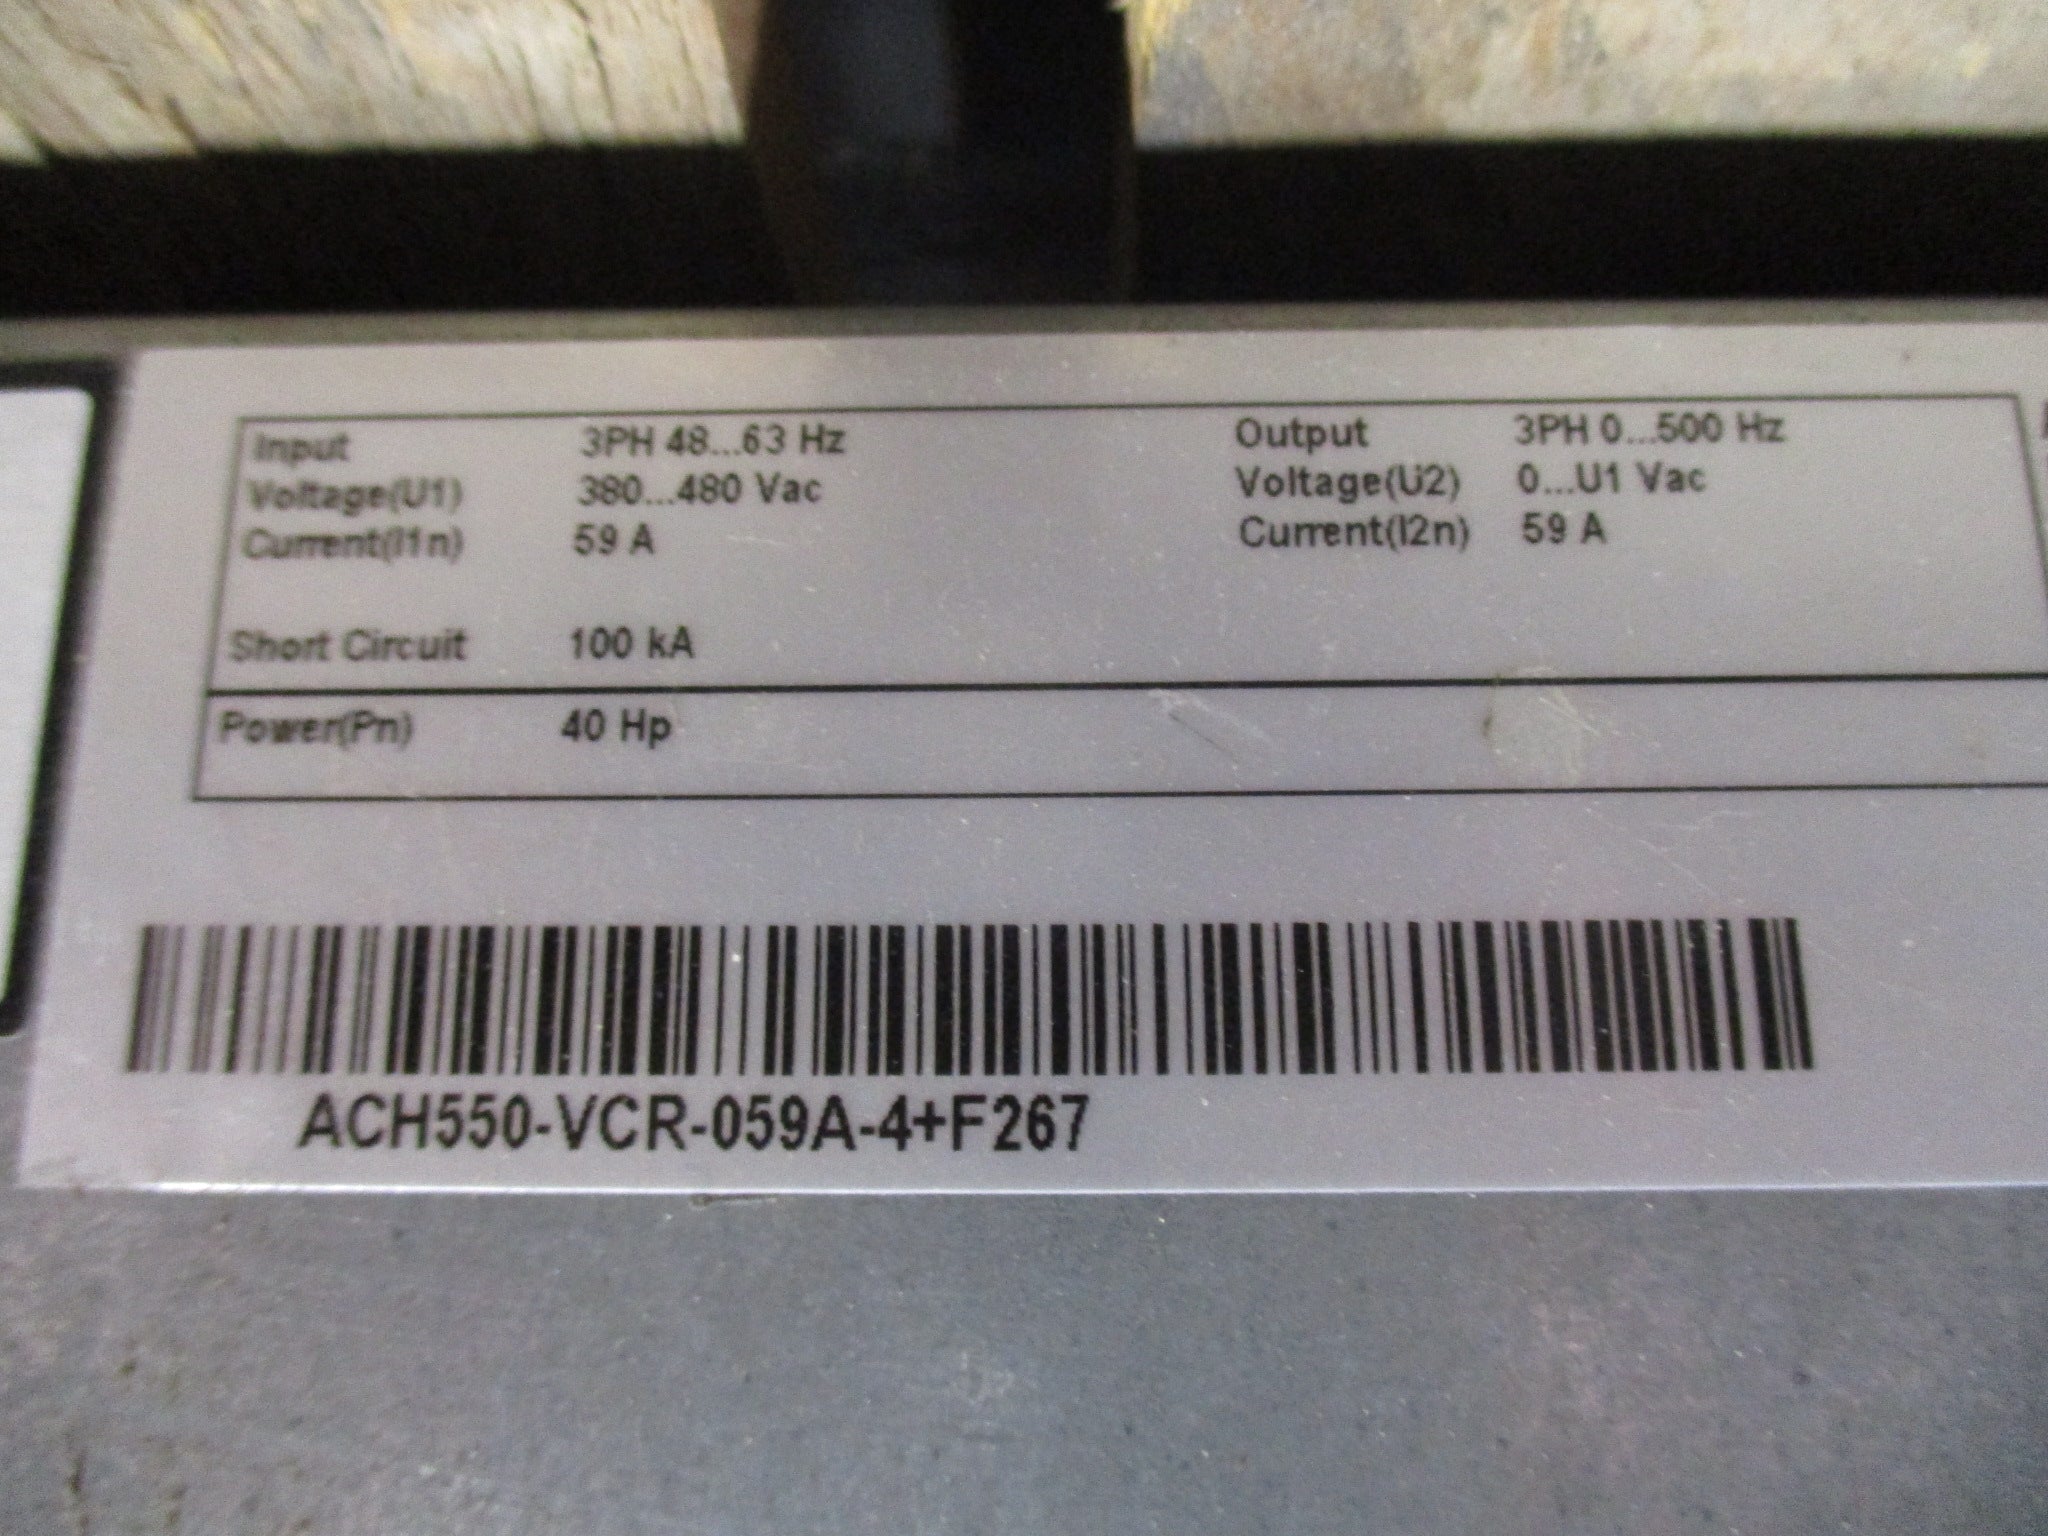 Input 3PH 48...63 Hz Output 3PH 0...500 Hz
Voltage(U1) 380...480 Vac Voltage(U2) 0...U1 Vac
Current(I1n) 59 A Current(I2n) 59 A
Short Circuit 100 kA
Power(Pn) 40 Hp
ACH550-VCR-059A-4+F267